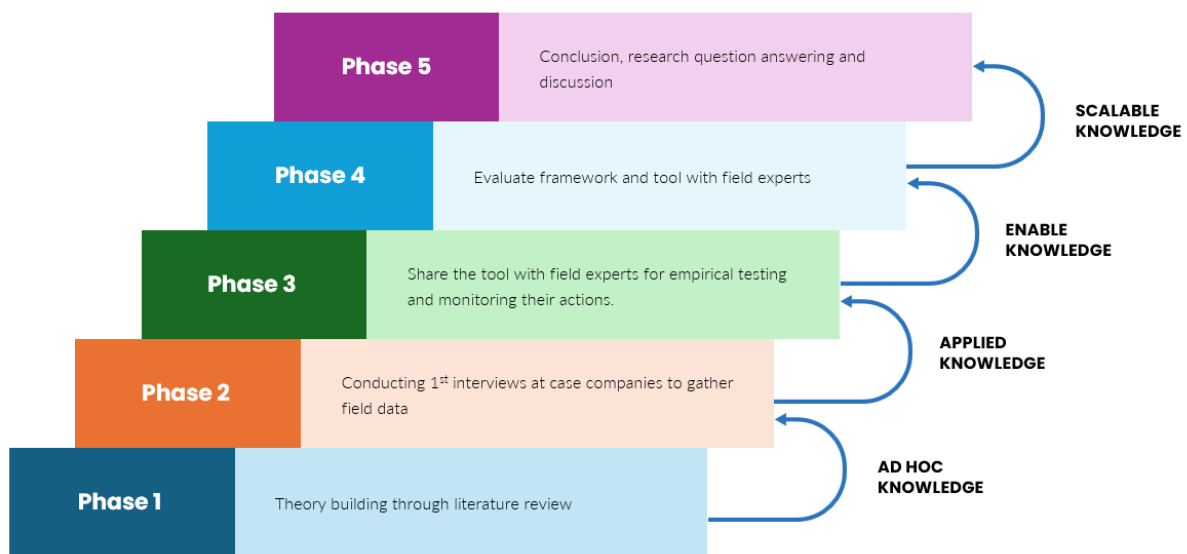 Phase 5
Conclusion, research question answering and
discussion
SCALABLE
KNOWLEDGE
Phase 4
Evaluate framework and tool with field experts
ENABLE
KNOWLEDGE
Phase 3
Share the tool with field experts for empirical testing
and monitoring their actions.
APPLIED
KNOWLEDGE
Phase 2
Conducting 1st interviews at case companies to gather
field data
AD HOC
KNOWLEDGE
Phase 1
Theory building through literature review